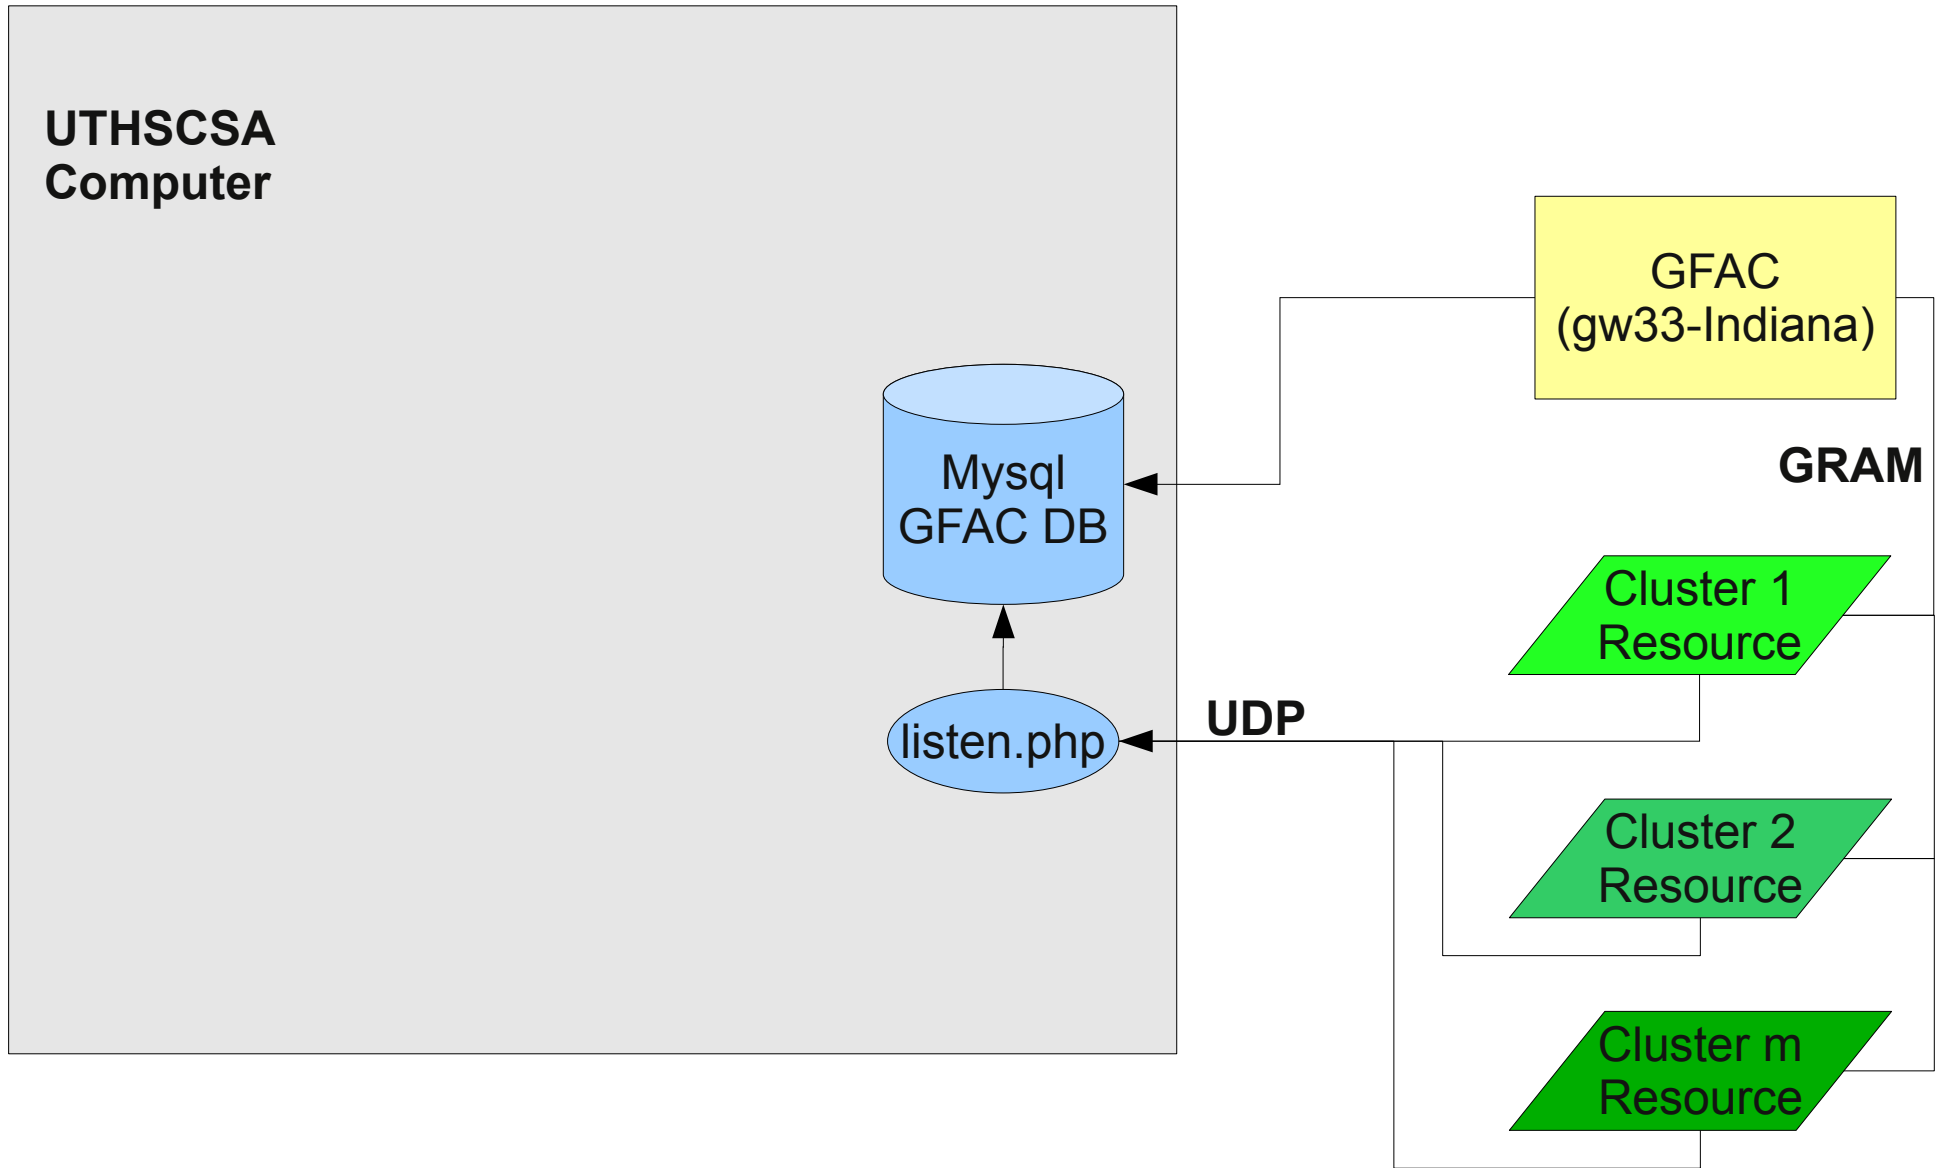 UTHSCSA
Computer
GFAC
(gw33-Indiana)
GRAM
Mysql
GFAC DB
Cluster 1
Resource
UDP
listen.php
Cluster 2
Resource
Cluster m
Resource